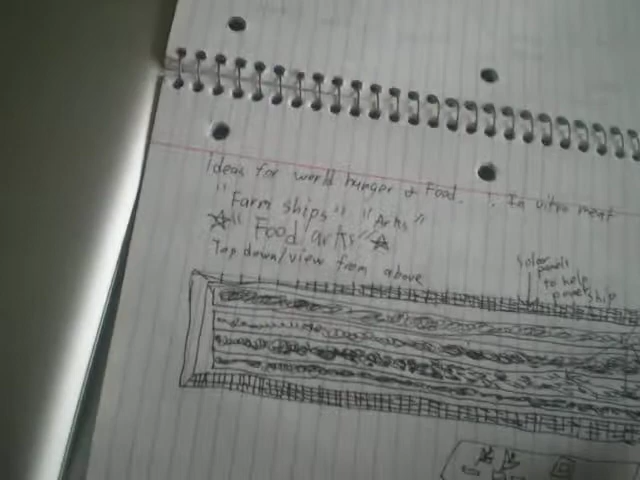 Ideas for world hunger & Food. 1. In vitro meat
"Farm ships" "Arks"
"Food arks"
Top down/view from above
Solar
panels
to help
power ship